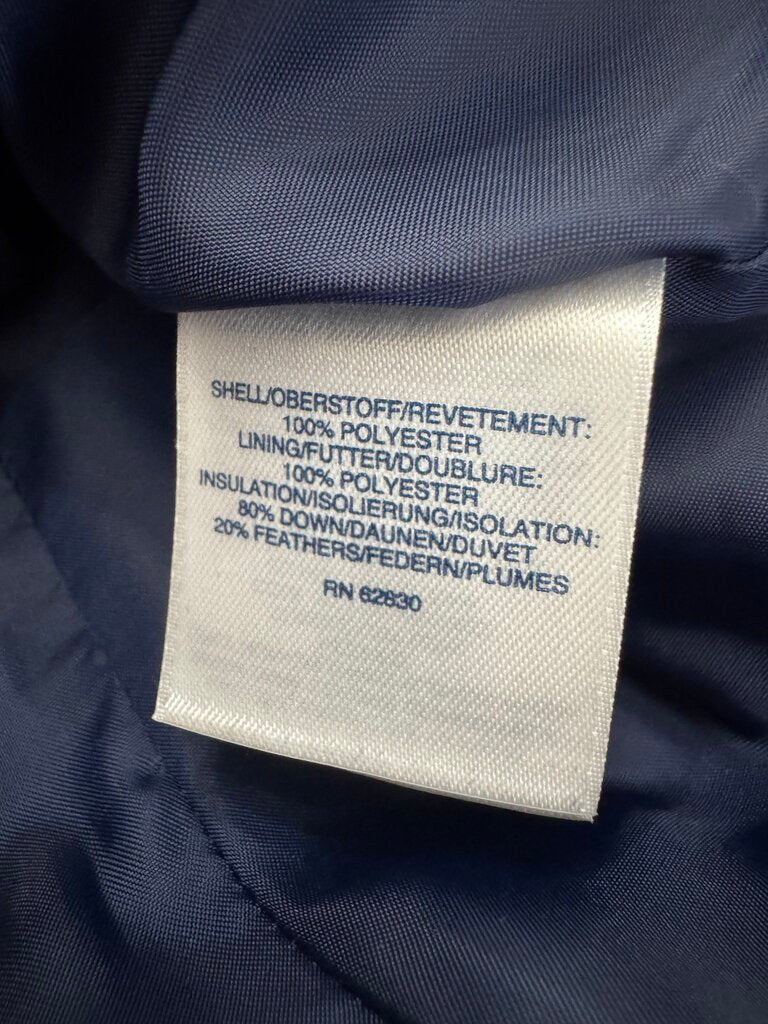 SHELL/OBERSTOFF/REVETEMENT:
100% POLYESTER
LINING/FUTTER/DOUBLURE:
100% POLYESTER
INSULATION/ISOLIERUNG/ISOLATION:
80% DOWN/DAUNEN/DUVET
20% FEATHERS/FEDERN/PLUMES
RN 62830